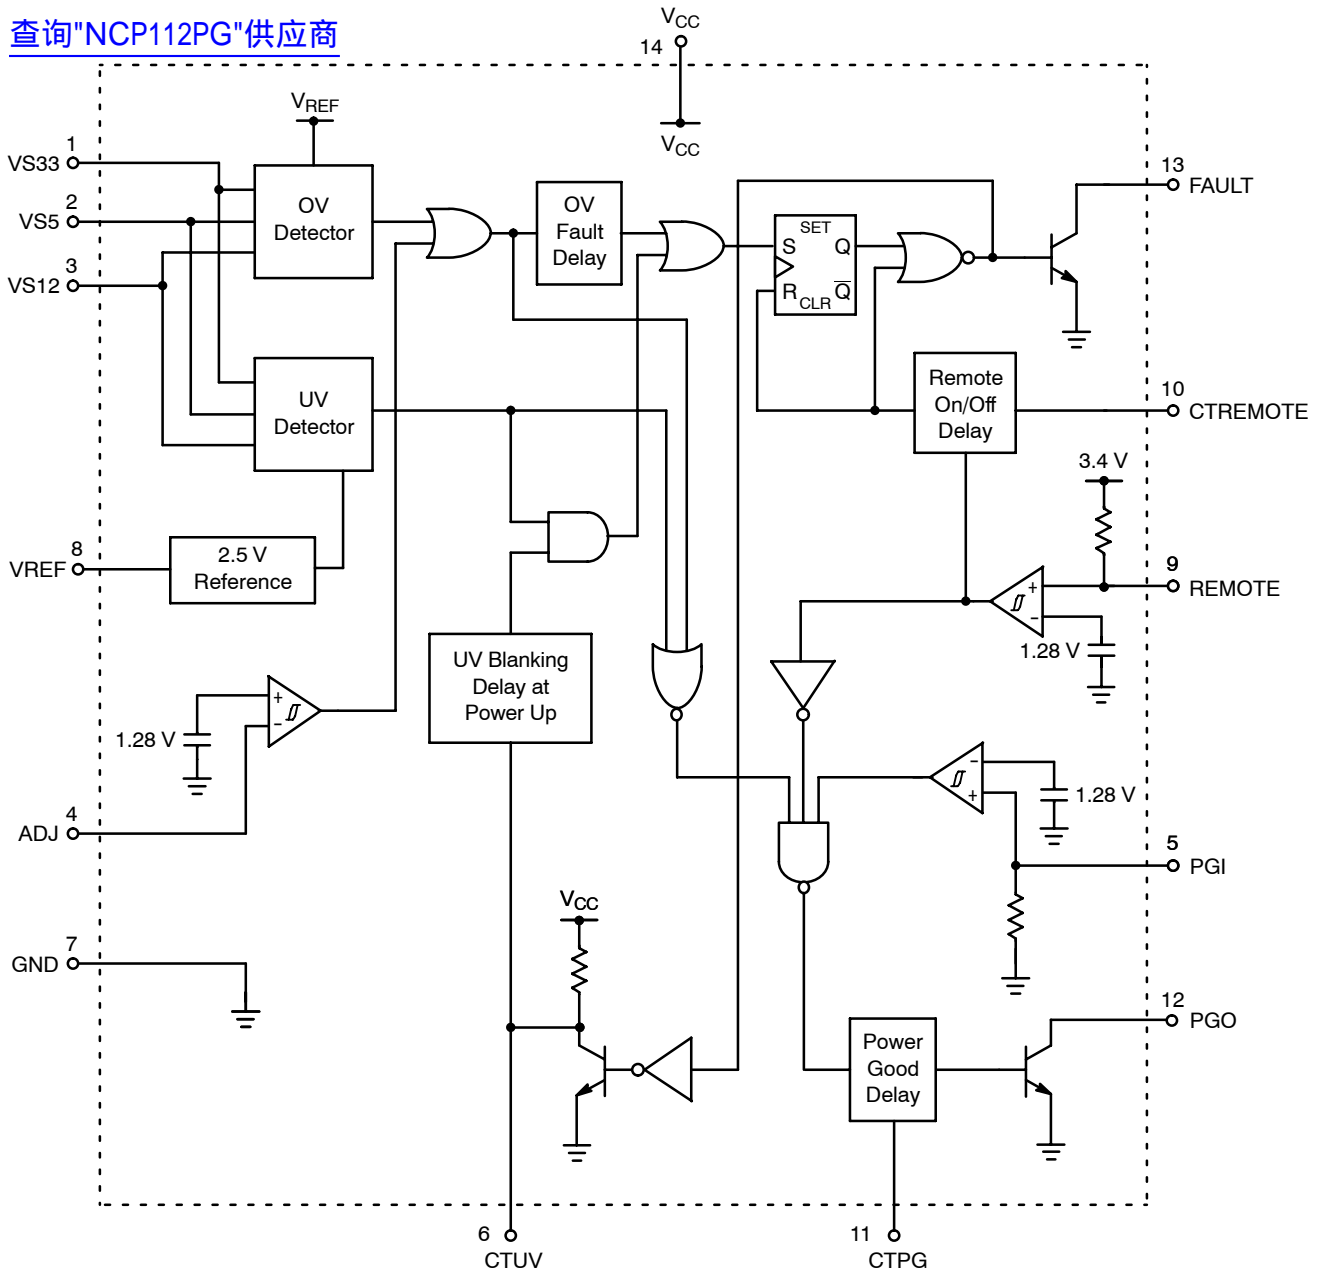 查询"NCP112PG"供应商
VCC
14
VCC
VREF
1
VS33
2
VS5
3
VS12
OV
Detector
OV
Fault
Delay
SET
S
Q
R
CLR
Q̅
13
FAULT
UV
Detector
Remote
On/Off
Delay
10
CTREMOTE
3.4 V
8
VREF
2.5 V
Reference
9
REMOTE
+
−
1.28 V
UV Blanking
Delay at
Power Up
+
−
1.28 V
4
ADJ
−
+
1.28 V
5
PGI
VCC
7
GND
12
PGO
Power
Good
Delay
6
CTUV
11
CTPG